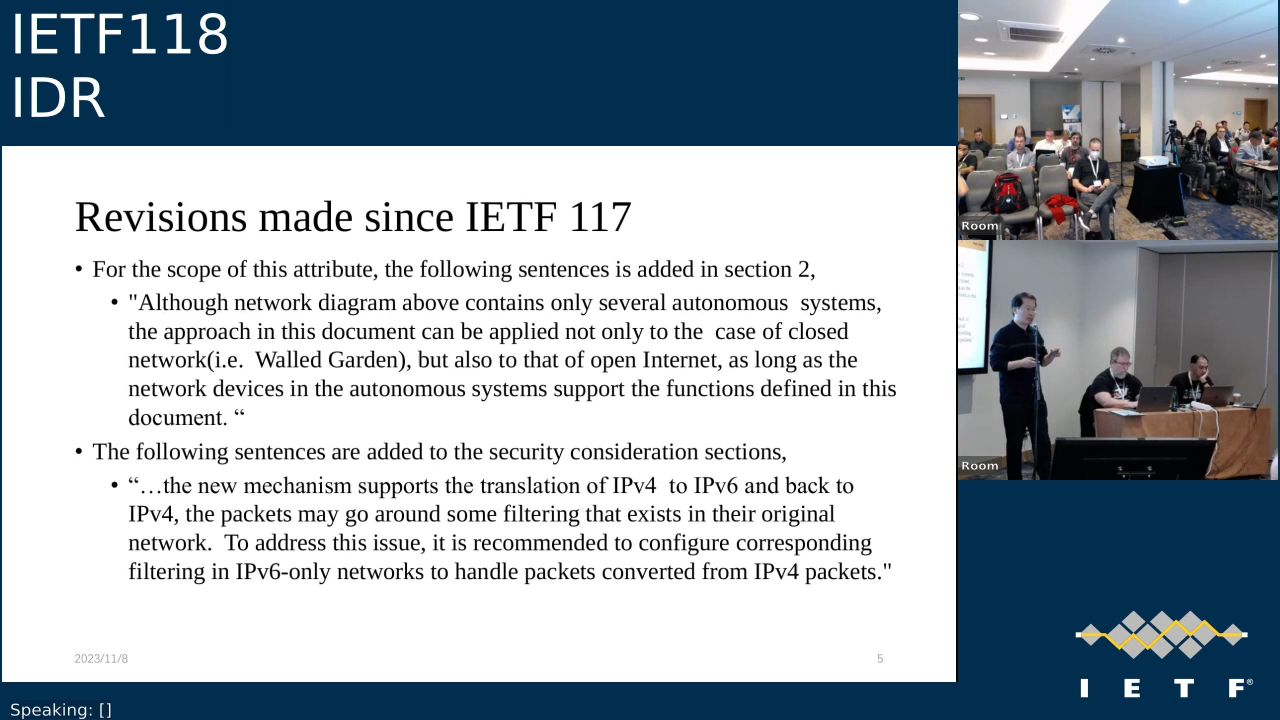 IETF118
IDR
Revisions made since IETF 117
• For the scope of this attribute, the following sentences is added in section 2,
• "Although network diagram above contains only several autonomous  systems,
the approach in this document can be applied not only to the  case of closed
network(i.e.  Walled Garden), but also to that of open Internet, as long as the
network devices in the autonomous systems support the functions defined in this
document. “
• The following sentences are added to the security consideration sections,
• “…the new mechanism supports the translation of IPv4  to IPv6 and back to
IPv4, the packets may go around some filtering that exists in their original
network.  To address this issue, it is recommended to configure corresponding
filtering in IPv6-only networks to handle packets converted from IPv4 packets."
2023/11/8
5
Room
Room
I E T F®
Speaking: []